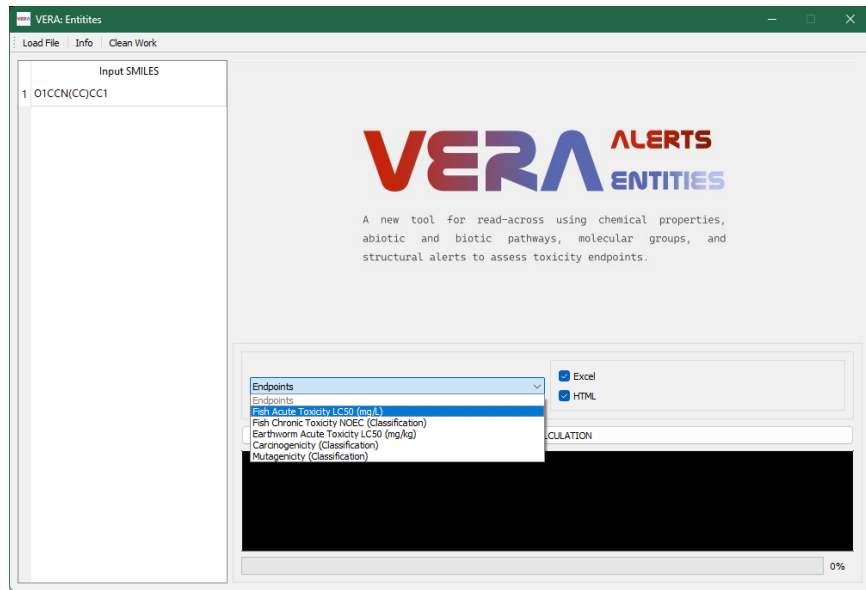 VERA VERA: Entitites
Load File Info Clean Work
Input SMILES
1 O1CCN(CC)CC1
VERA ALERTS
ENTITIES
A new tool for read-across using chemical properties,
abiotic and biotic pathways, molecular groups, and
structural alerts to assess toxicity endpoints.
Endpoints
Excel
HTML
Endpoints
Fish Acute Toxicity LC50 (mg/L)
Fish Chronic Toxicity NOEC (Classification)
Earthworm Acute Toxicity LC50 (mg/kg)
Carcinogenicity (Classification)
Mutagenicity (Classification)
CULATION
0%